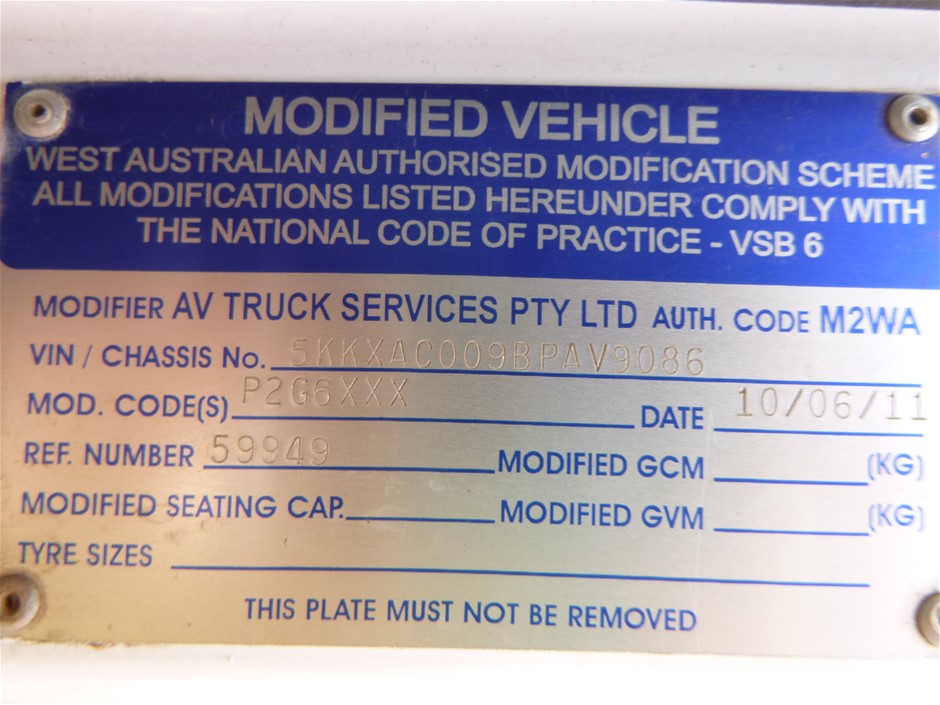 MODIFIED VEHICLE
WEST AUSTRALIAN AUTHORISED MODIFICATION SCHEME
ALL MODIFICATIONS LISTED HEREUNDER COMPLY WITH
THE NATIONAL CODE OF PRACTICE - VSB 6
MODIFIER AV TRUCK SERVICES PTY LTD AUTH. CODE M2WA
VIN / CHASSIS No. 5KKXAC009BPAV9086
MOD. CODE(S) P2G6XXX DATE 10/06/11
REF. NUMBER 59949 MODIFIED GCM (KG)
MODIFIED SEATING CAP. MODIFIED GVM (KG)
TYRE SIZES
THIS PLATE MUST NOT BE REMOVED